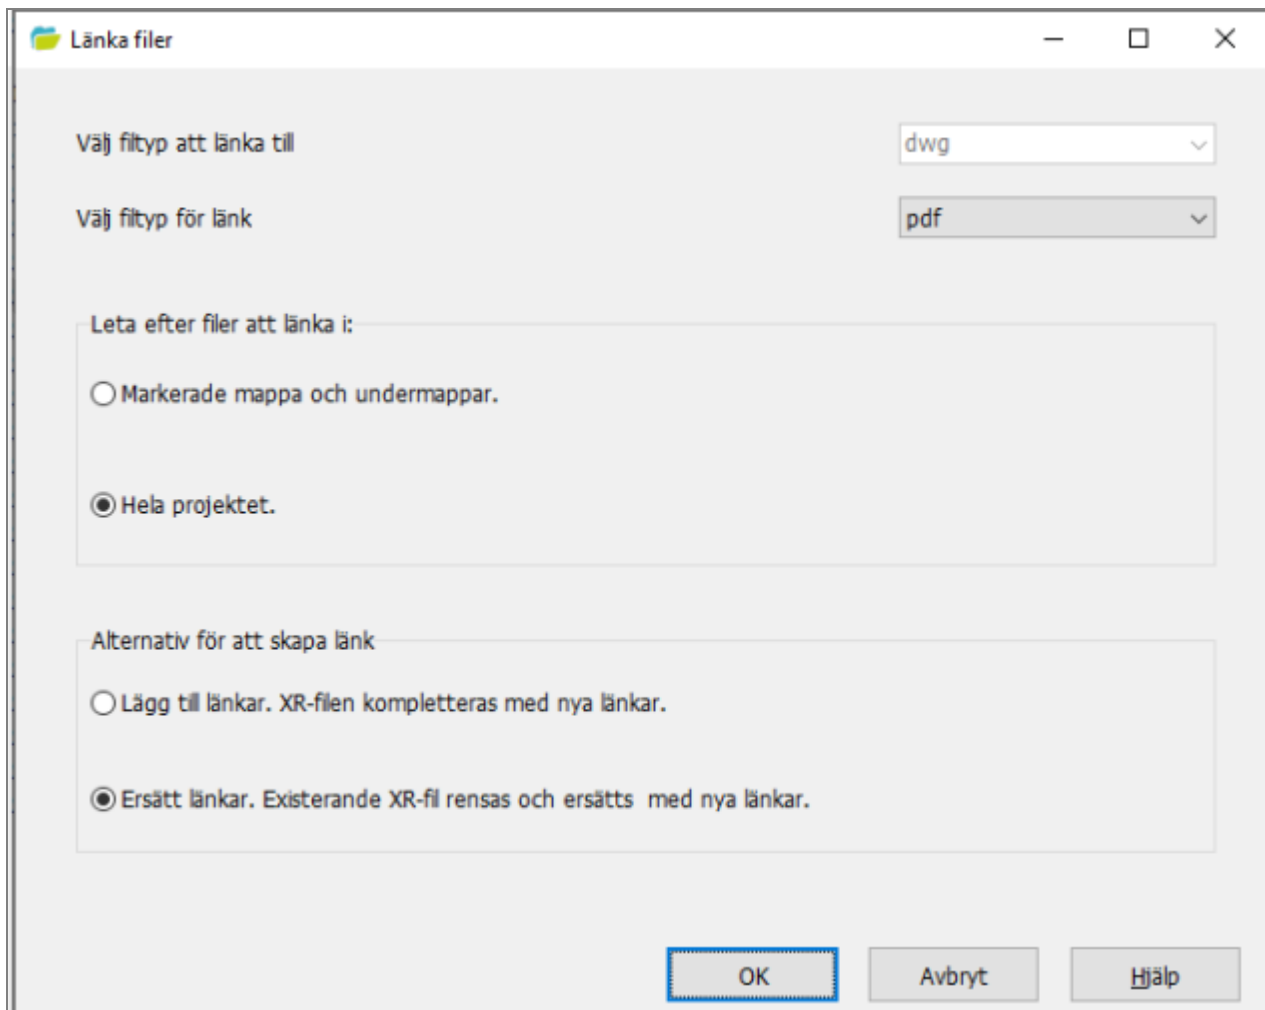 Länka filer
Välj filtyp att länka till
dwg
Välj filtyp för länk
pdf
Leta efter filer att länka i:
Markerade mappa och undermappar.
Hela projektet.
Alternativ för att skapa länk
Lägg till länkar. XR-filen kompletteras med nya länkar.
Ersätt länkar. Existerande XR-fil rensas och ersätts  med nya länkar.
OK Avbryt Hjälp